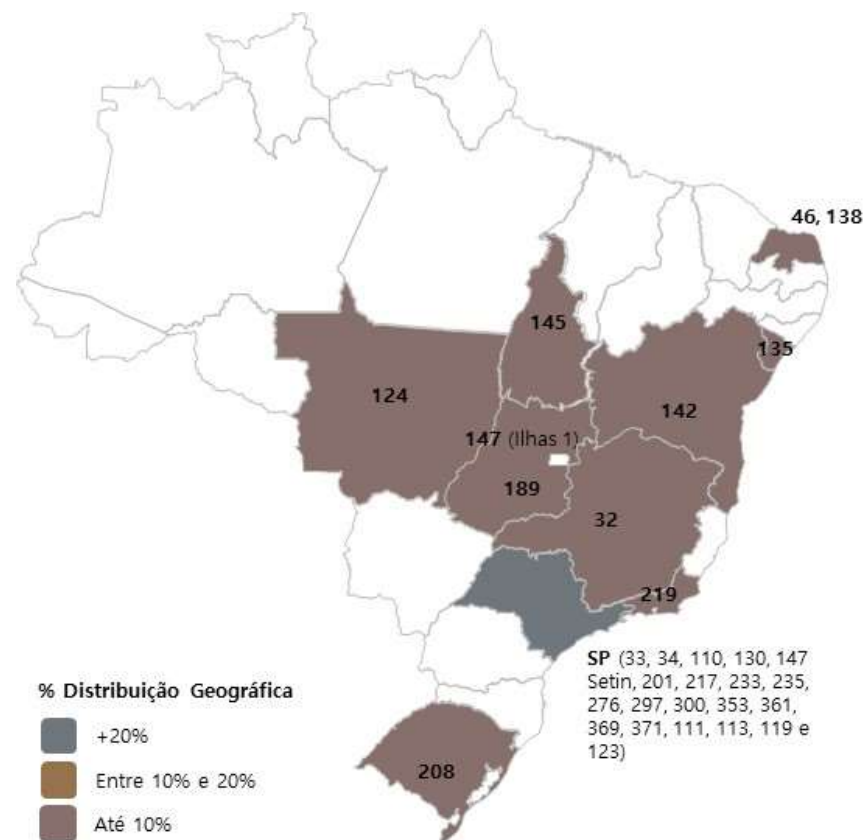 46, 138
145
135
124
142
147 (Ilhas 1)
189
32
219
SP (33, 34, 110, 130, 147
Setin, 201, 217, 233, 235,
276, 297, 300, 353, 361,
369, 371, 111, 113, 119 e
123)
% Distribuição Geográfica
+20%
Entre 10% e 20%
Até 10%
208